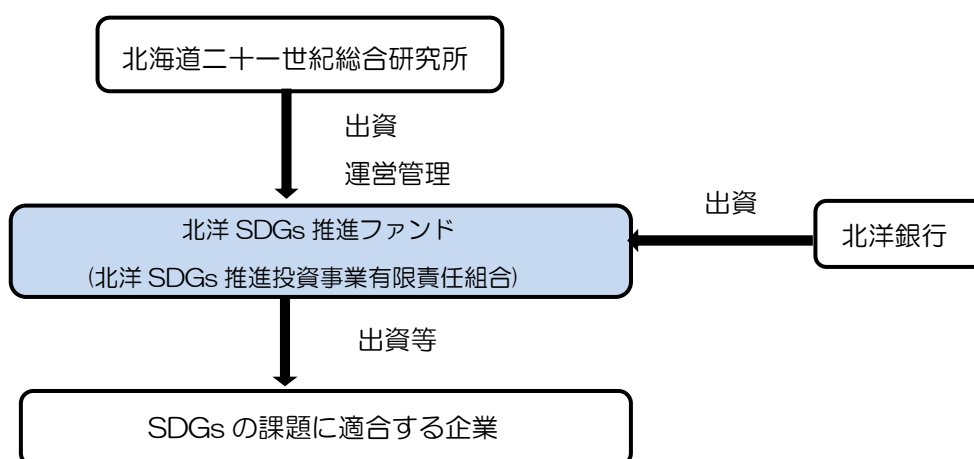 北海道二十一世紀総合研究所
出資
運営管理
北洋 SDGs 推進ファンド
(北洋 SDGs 推進投資事業有限責任組合)
出資
北洋銀行
出資等
SDGs の課題に適合する企業